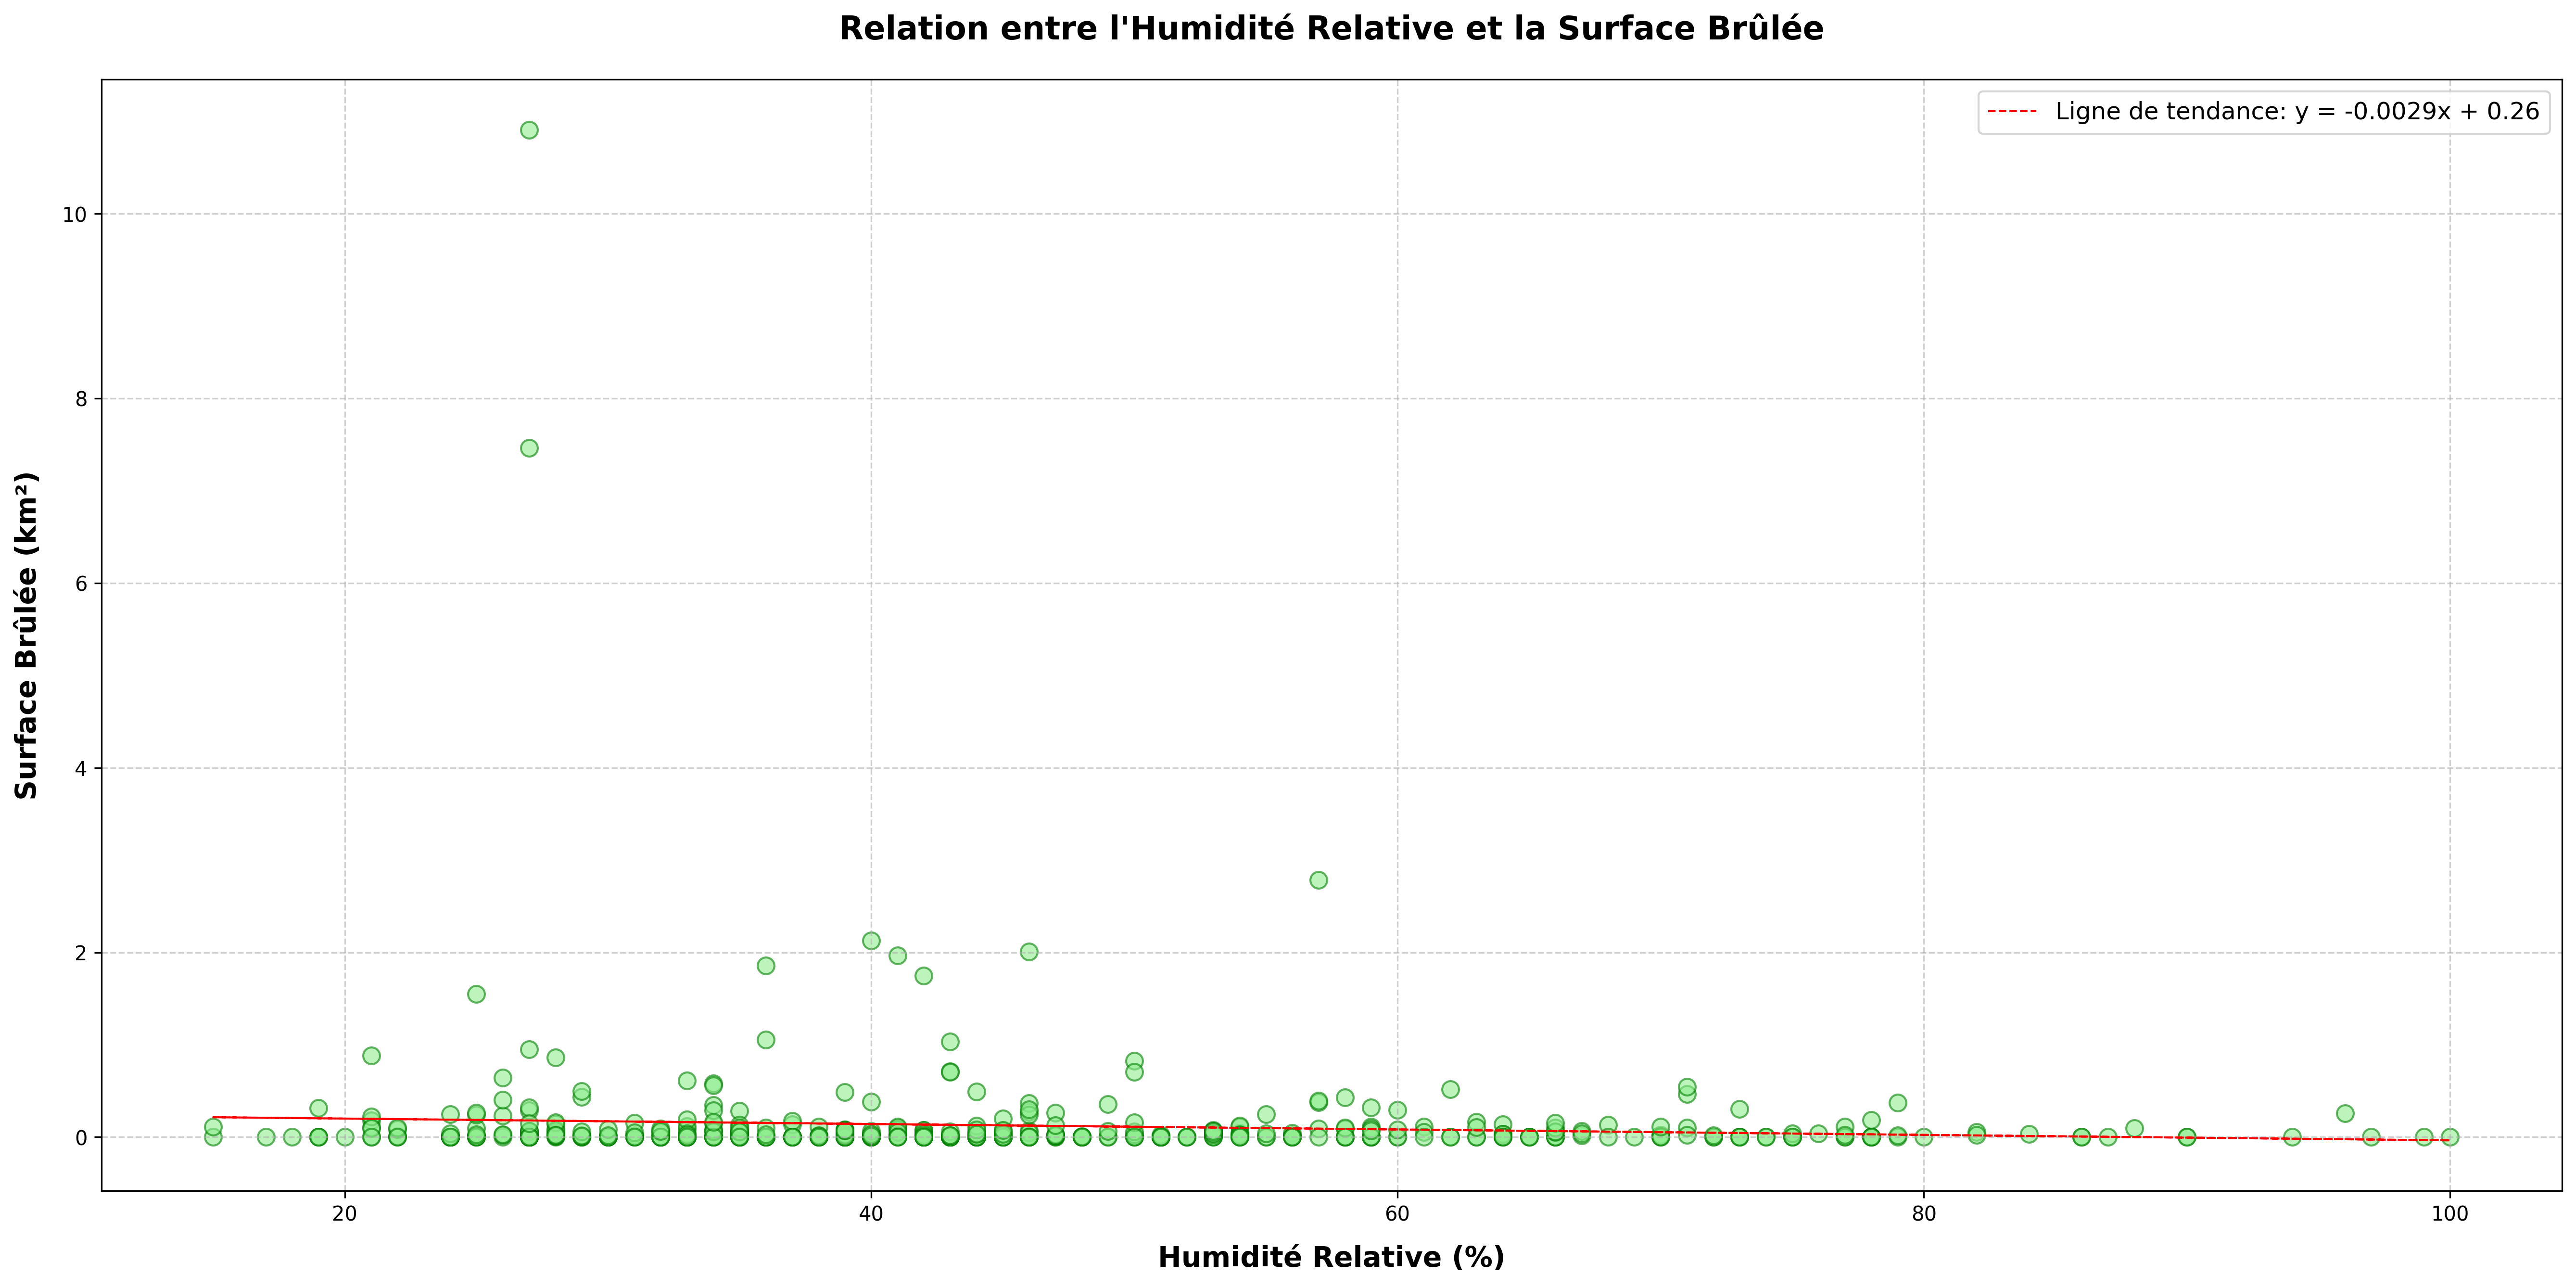 Relation entre l'Humidité Relative et la Surface Brûlée
Ligne de tendance: y = -0.0029x + 0.26
Surface Brûlée (km²)
10
8
6
4
2
0
20
40
60
80
100
Humidité Relative (%)